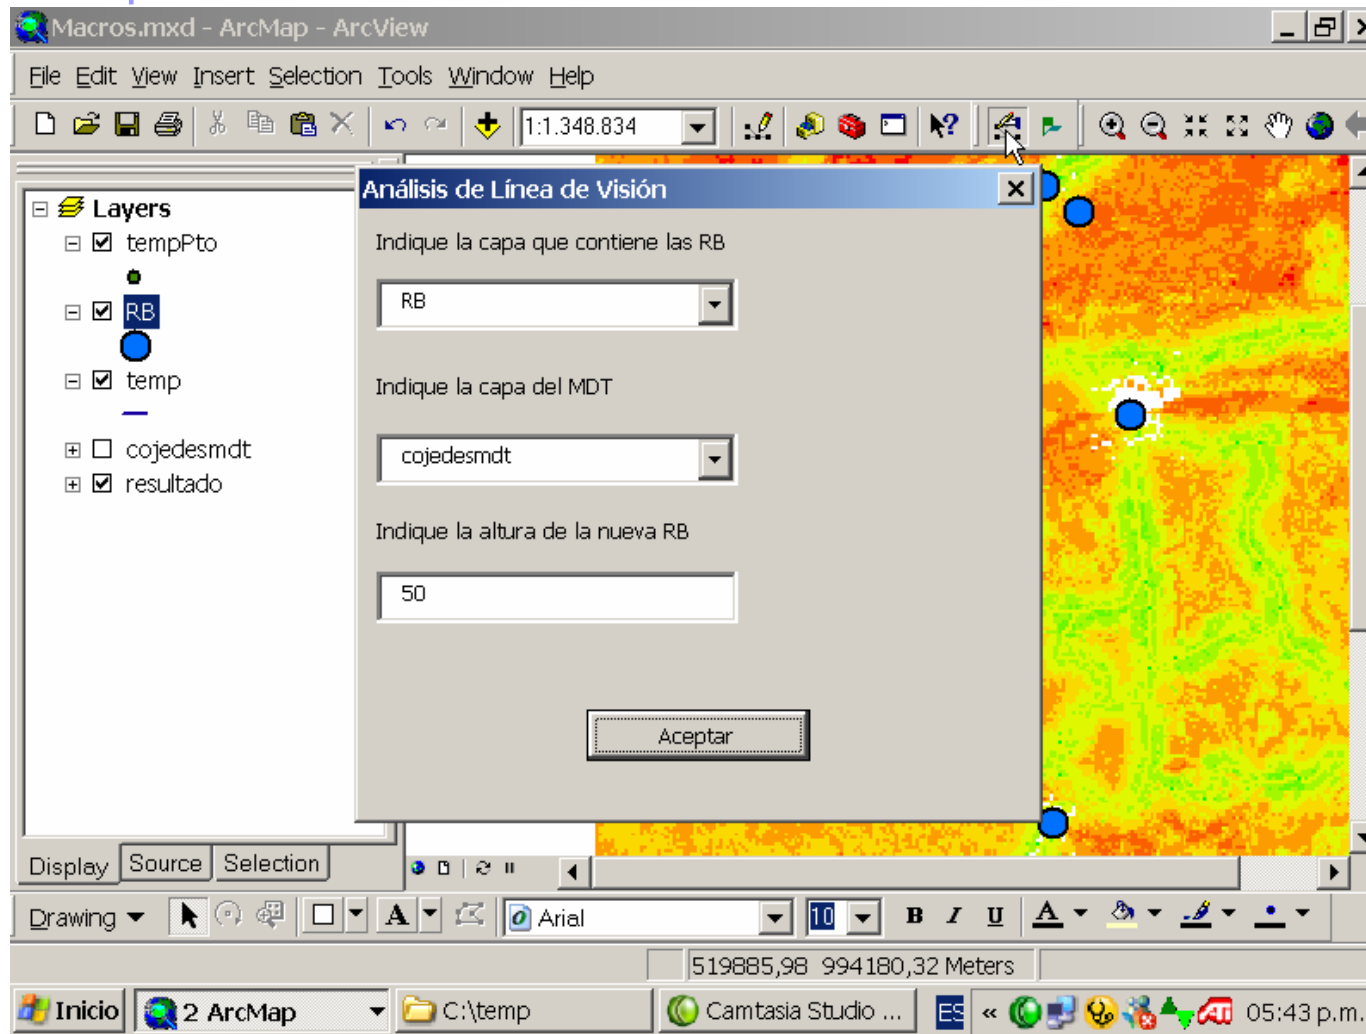 Macros.mxd - ArcMap - ArcView
File Edit View Insert Selection Tools Window Help
1:1.348.834
Layers
tempPto
RB
temp
cojedesmdt
resultado
Análisis de Línea de Visión
Indique la capa que contiene las RB
RB
Indique la capa del MDT
cojedesmdt
Indique la altura de la nueva RB
50
Aceptar
Display Source Selection
Drawing A Arial 10 B I U A
519885,98 994180,32 Meters
Inicio 2 ArcMap C:\temp Camtasia Studio ... ES « 05:43 p.m.